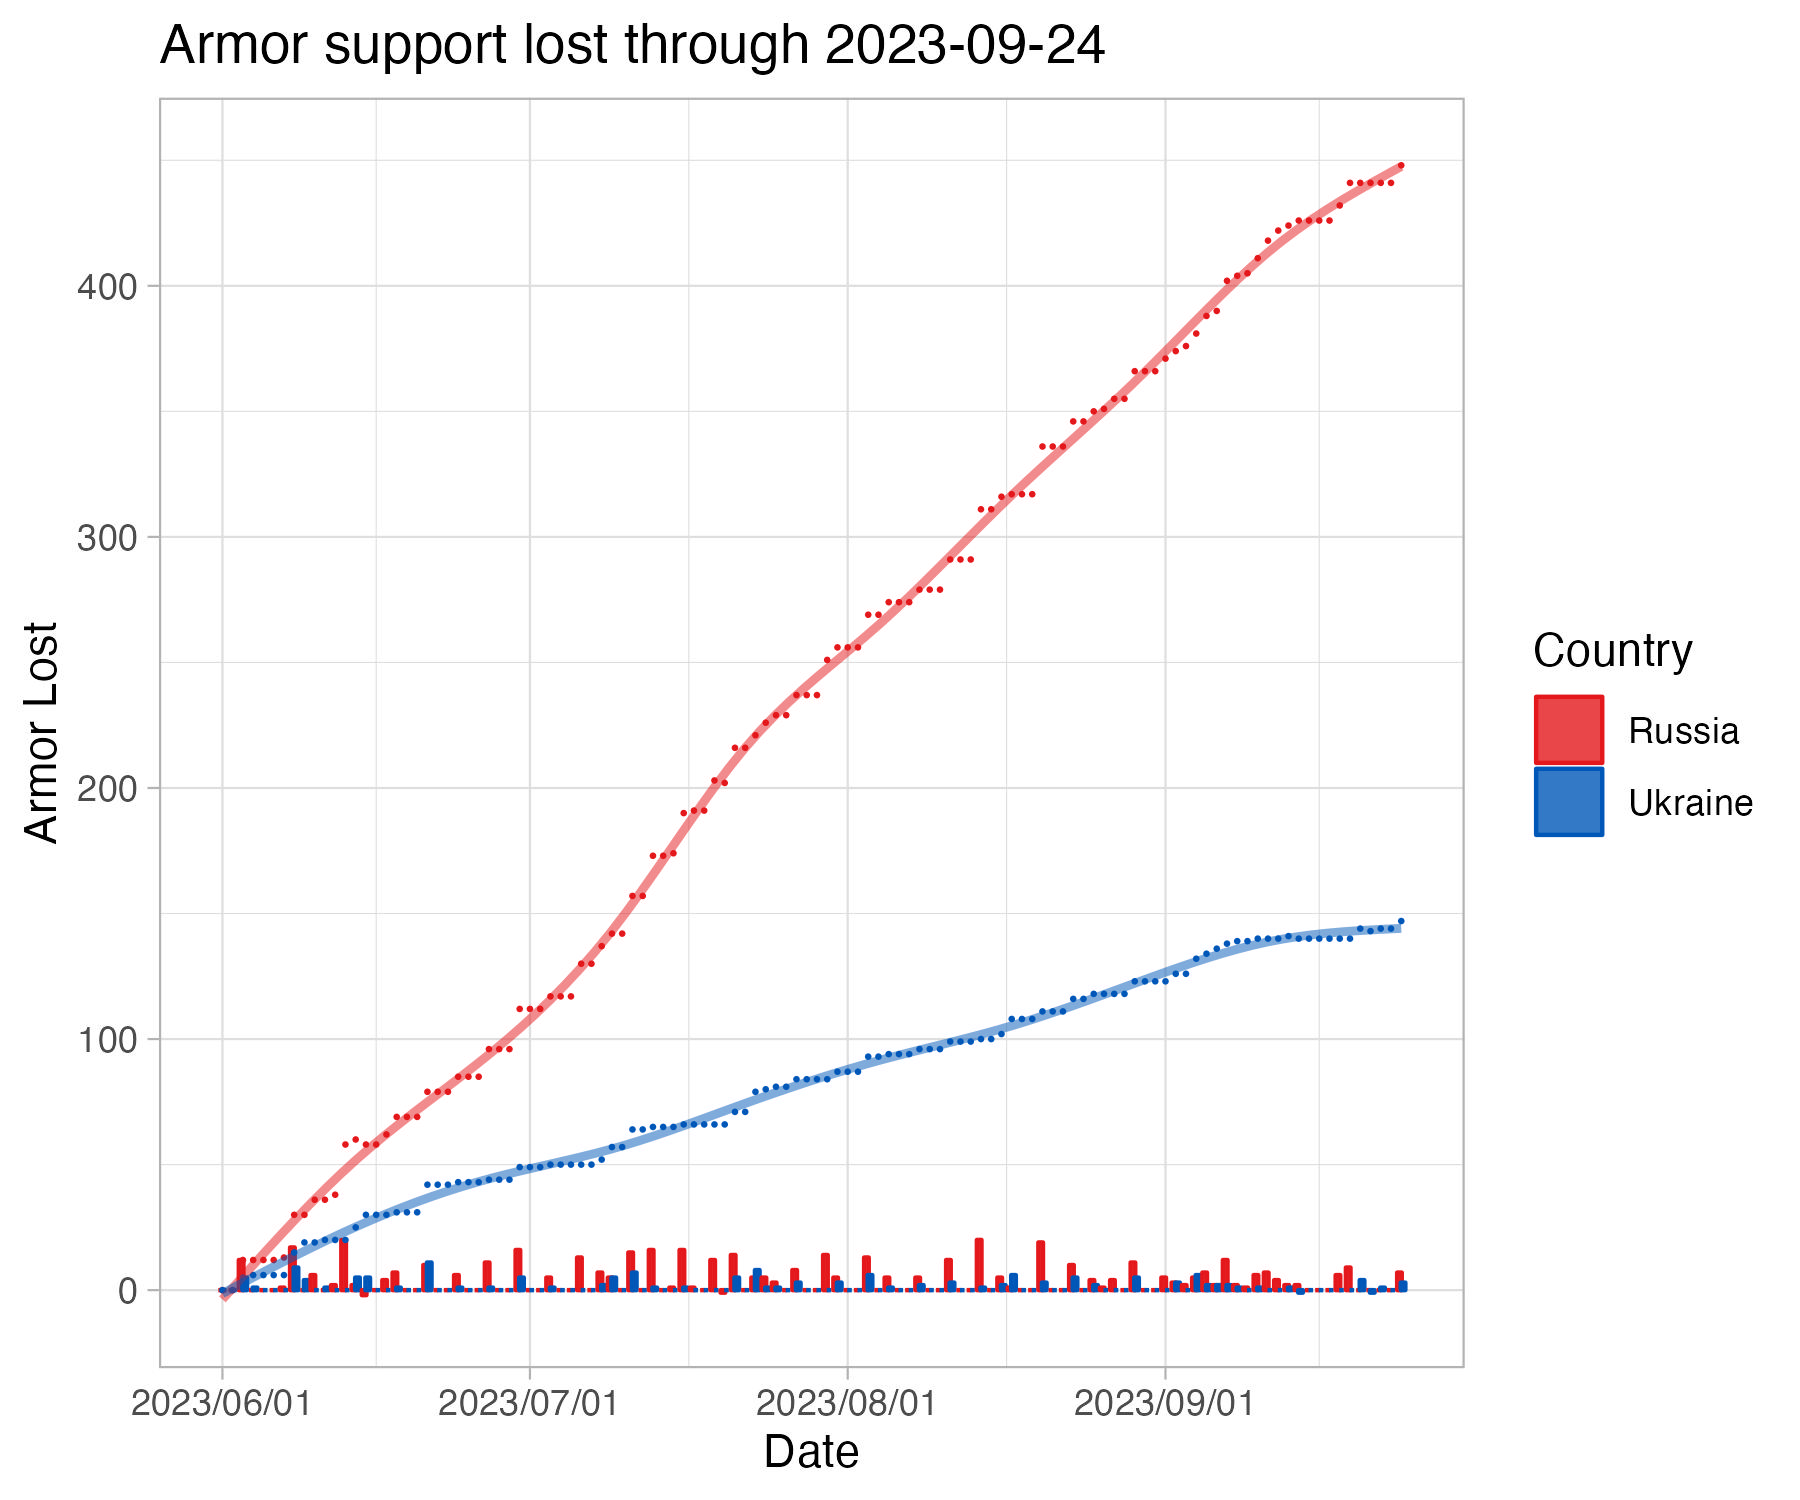 Armor support lost through 2023-09-24
Armor Lost
400
300
200
100
0
2023/06/01
2023/07/01
2023/08/01
2023/09/01
Date
Country
Russia
Ukraine